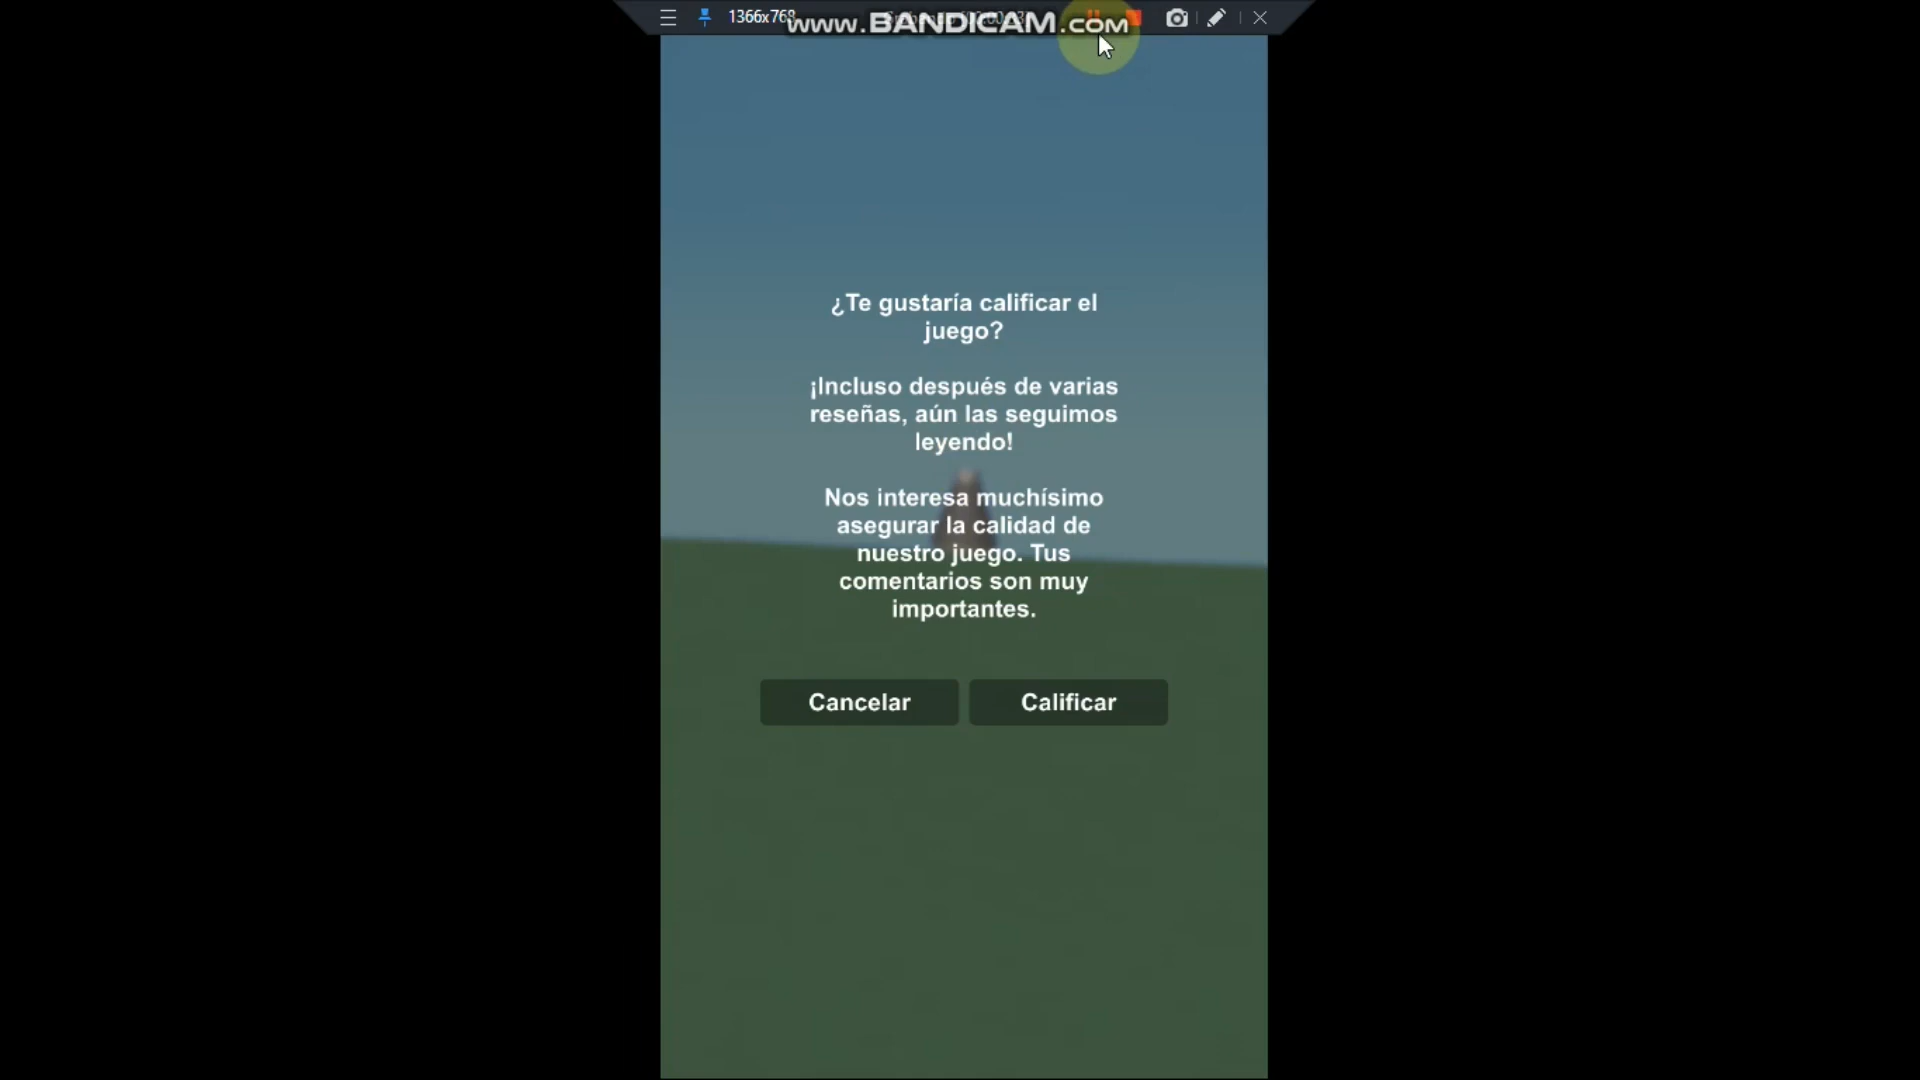 1366x768
www.BANDICAM.COM
¿Te gustaría calificar el
juego?
¡Incluso después de varias
reseñas, aún las seguimos
leyendo!
Nos interesa muchísimo
asegurar la calidad de
nuestro juego. Tus
comentarios son muy
importantes.
Cancelar
Calificar